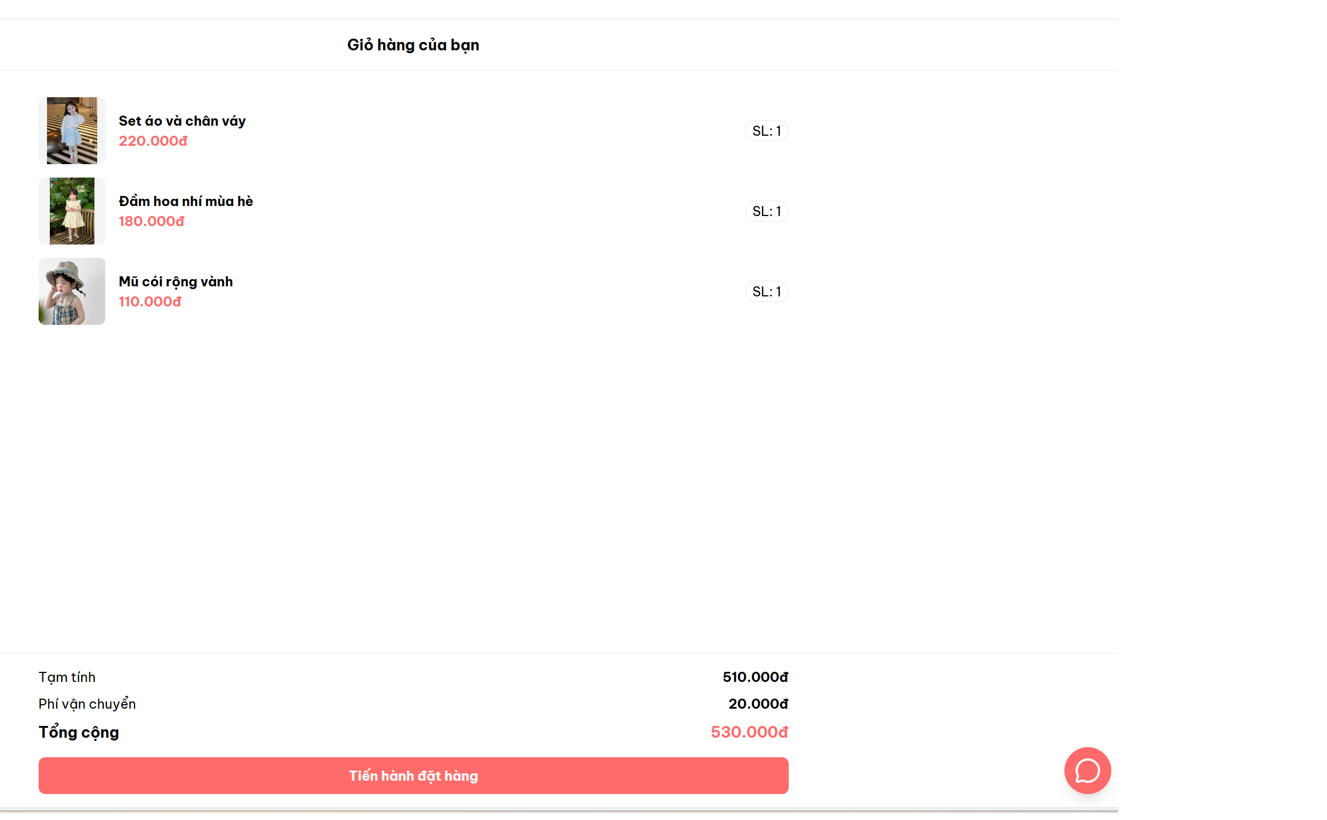 Giỏ hàng của bạn
Set áo và chân váy
220.000đ
SL: 1
Đầm hoa nhí mùa hè
180.000đ
SL: 1
Mũ cói rộng vành
110.000đ
SL: 1
Tạm tính 510.000đ
Phí vận chuyển 20.000đ
Tổng cộng 530.000đ
Tiến hành đặt hàng